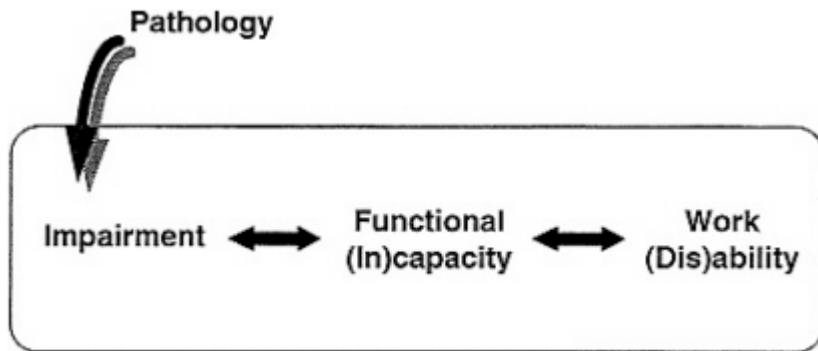 Pathology
Impairment
Functional
(In)capacity
Work
(Dis)ability